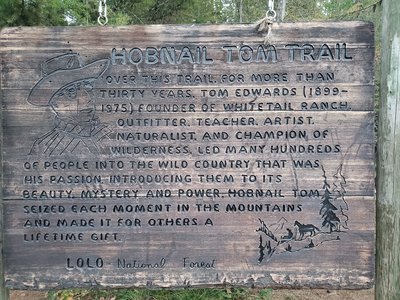 HOBNAIL TOM TRAIL
OVER THIS TRAIL, FOR MORE THAN
THIRTY YEARS, TOM EDWARDS (1899-
1975) FOUNDER OF WHITETAIL RANCH,
OUTFITTER, TEACHER, ARTIST,
NATURALIST, AND CHAMPION OF
WILDERNESS, LED MANY HUNDREDS
OF PEOPLE INTO THE WILD COUNTRY THAT WAS
HIS PASSION, INTRODUCING THEM TO ITS
BEAUTY, MYSTERY AND POWER. HOBNAIL TOM
SEIZED EACH MOMENT IN THE MOUNTAINS
AND MADE IT FOR OTHERS A
LIFETIME GIFT.
LOLO National Forest